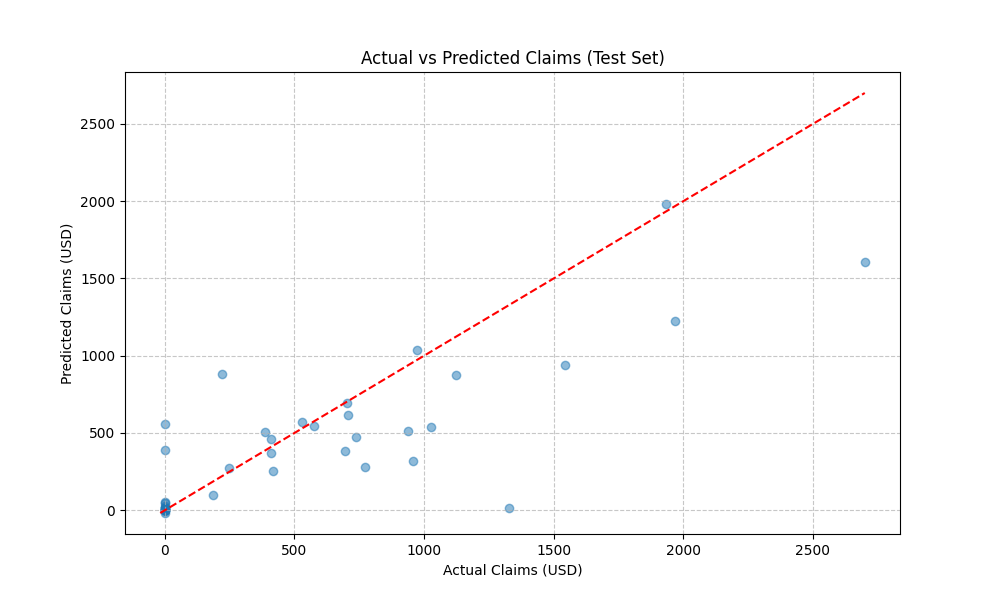 Actual vs Predicted Claims (Test Set)
Predicted Claims (USD)
2500
2000
1500
1000
500
0
0 500 1000 1500 2000 2500
Actual Claims (USD)